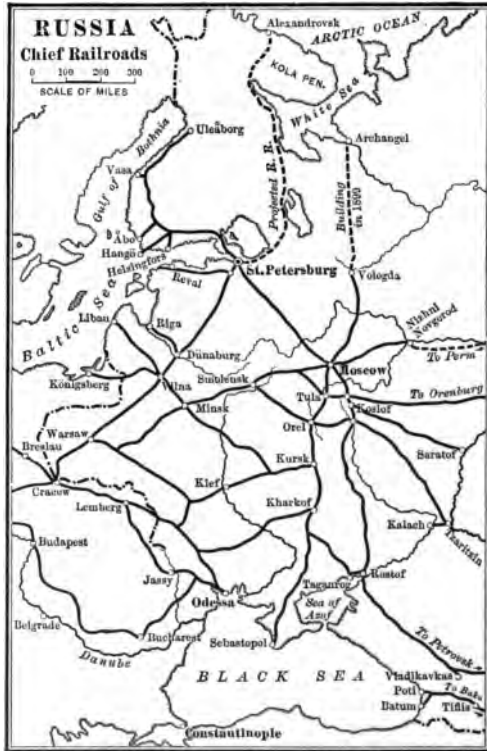 RUSSIA
Chief Railroads
0 100 200 300
SCALE OF MILES
Alexandrovsk
ARCTIC OCEAN
KOLA PEN.
White Sea
Archangel
Uleåborg
Gulf of Bothnia
Vasa
Projected R.R.
Building in 1899
Åbo
Hangö
Helsingfors
St. Petersburg
Vologda
Reval
Baltic Sea
Libau
Riga
Nizhni
Novgorod
To Perm
Dünaburg
Königsberg
Vilna
Smolensk
Moscow
To Orenburg
Minsk
Tula
Koslof
Warsaw
Orel
Breslau
Saratof
Cracow
Kief
Kursk
Lemberg
Kharkof
Kalach
Tzaritzin
Budapest
Jassy
Taganrog
Rostof
Odessa
Sea of
Azof
Belgrade
Bucharest
Sebastopol
To Petrovsk
Danube
BLACK SEA
Vladikavkas
Poti
To Baku
Batum
Tiflis
Constantinople